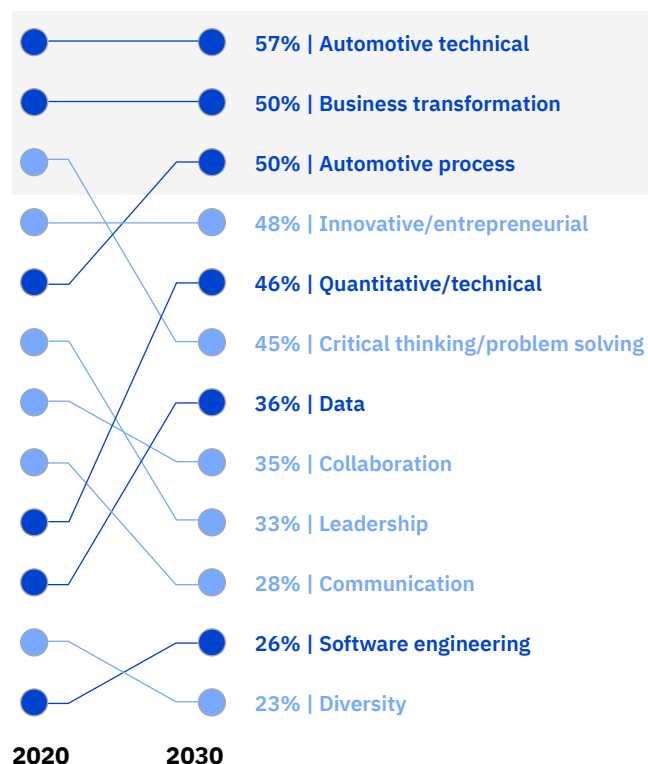 57% | Automotive technical
50% | Business transformation
50% | Automotive process
48% | Innovative/entrepreneurial
46% | Quantitative/technical
45% | Critical thinking/problem solving
36% | Data
35% | Collaboration
33% | Leadership
28% | Communication
26% | Software engineering
23% | Diversity
2020 2030